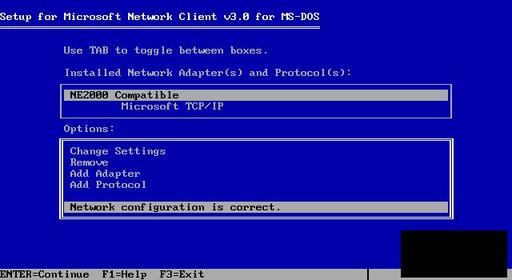 Setup for Microsoft Network Client v3.0 for MS-DOS
Use TAB to toggle between boxes.
Installed Network Adapter(s) and Protocol(s):
NE2000 Compatible
Microsoft TCP/IP
Options:
Change Settings
Remove
Add Adapter
Add Protocol
Network configuration is correct.
ENTER=Continue F1=Help F3=Exit